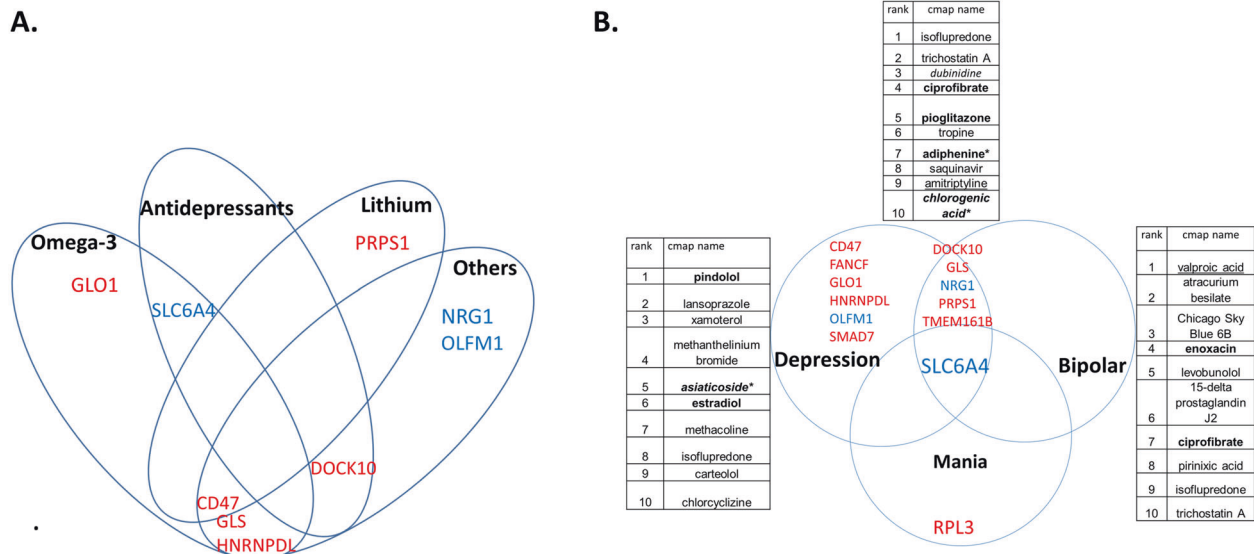 A.
Omega-3
Antidepressants
Lithium
Others
GLO1
SLC6A4
PRPS1
NRG1
OLFM1
DOCK10
CD47
GLS
HNRNPDL
.
B.
rank cmap name
1 isoflupredone
2 trichostatin A
3 dubinidine
4 ciprofibrate
5 pioglitazone
6 tropine
7 adiphenine*
8 saquinavir
9 amitriptyline
10 chlorogenic
acid*
rank cmap name
1 pindolol
2 lansoprazole
3 xamoterol
4 methanthelinium
bromide
5 asiaticoside*
6 estradiol
7 methacoline
8 isoflupredone
9 carteolol
10 chlorcyclizine
CD47
FANCF
GLO1
HNRNPDL
OLFM1
SMAD7
Depression
DOCK10
GLS
NRG1
PRPS1
TMEM161B
SLC6A4
Bipolar
Mania
RPL3
rank cmap name
1 valproic acid
2 atracurium
besilate
3 Chicago Sky
Blue 6B
4 enoxacin
5 levobunolol
6 15-delta
prostaglandin
J2
7 ciprofibrate
8 pirinixic acid
9 isoflupredone
10 trichostatin A